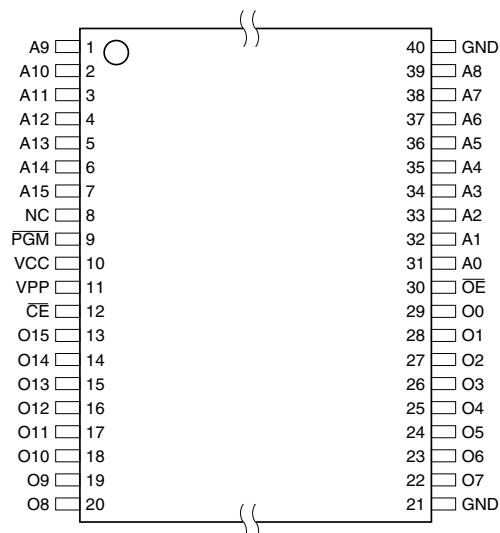 A9 1 40 GND
A10 2 39 A8
A11 3 38 A7
A12 4 37 A6
A13 5 36 A5
A14 6 35 A4
A15 7 34 A3
NC 8 33 A2
P̅G̅M̅ 9 32 A1
VCC 10 31 A0
VPP 11 30 O̅E̅
C̅E̅ 12 29 O0
O15 13 28 O1
O14 14 27 O2
O13 15 26 O3
O12 16 25 O4
O11 17 24 O5
O10 18 23 O6
O9 19 22 O7
O8 20 21 GND